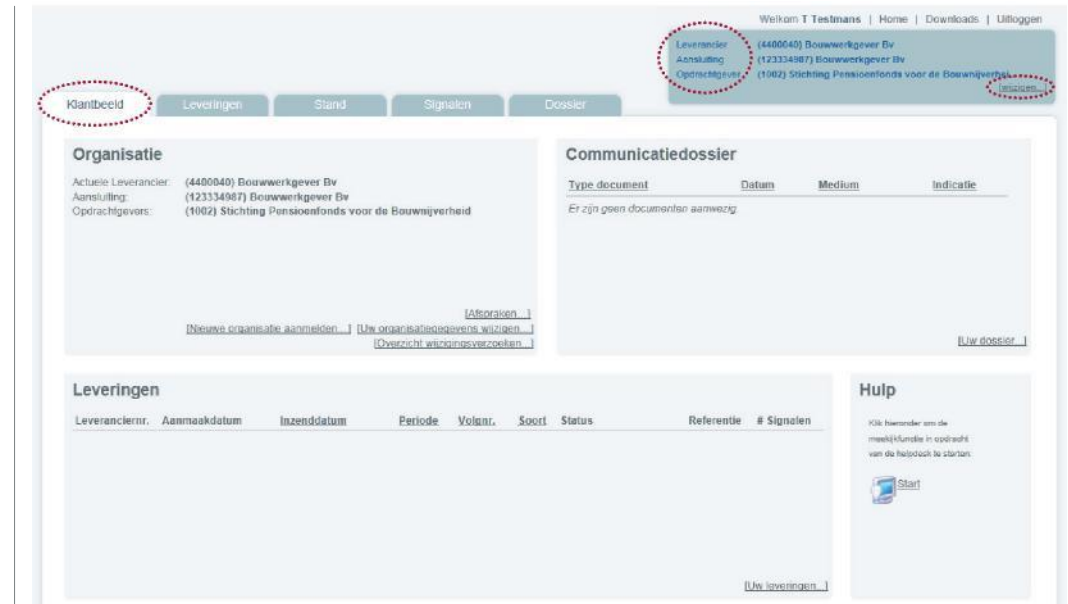 Welkom T Testmans | Home | Downloads | Uitloggen
Leverancier (4400040) Bouwwerkgever Bv
Aansluiting (123334987) Bouwwerkgever Bv
Opdrachtgever (1002) Stichting Pensioenfonds voor de Bouwnijverhei
[wijzigen...]
Klantbeeld Leveringen Stand Signalen Dossier
Organisatie
Actuele Leverancier: (4400040) Bouwwerkgever Bv
Aansluiting: (123334987) Bouwwerkgever Bv
Opdrachtgevers: (1002) Stichting Pensioenfonds voor de Bouwnijverheid
[Afspraken...]
[Nieuwe organisatie aanmelden...] [Uw organisatiegegevens wijzigen...]
[Overzicht wijzigingsverzoeken...]
Communicatiedossier
Type document Datum Medium Indicatie
Er zijn geen documenten aanwezig
[Uw dossier...]
Leveringen
Leveranciernr. Aanmaakdatum Inzenddatum Periode Volgnr. Soort Status Referentie # Signalen
[Uw leveringen...]
Hulp
Klik hieronder om de
meekijkfunctie in opdracht
van de helpdesk te starten:
Start